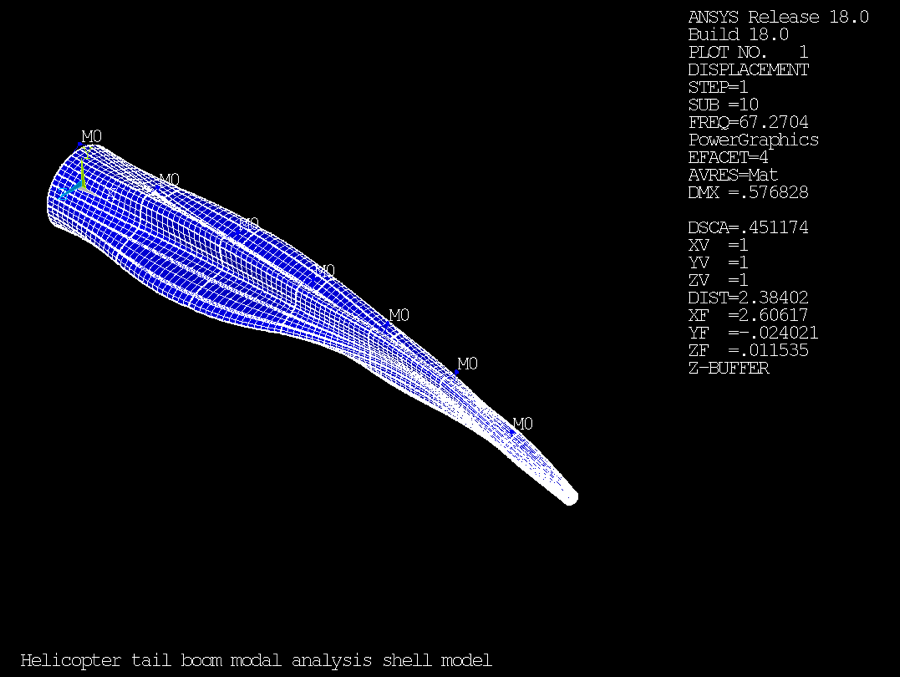 ANSYS Release 18.0
Build 18.0
PLOT NO. 1
DISPLACEMENT
STEP=1
SUB =10
FREQ=67.2704
PowerGraphics
EFACET=4
AVRES=Mat
DMX =.576828
DSCA=.451174
XV =1
YV =1
ZV =1
DIST=2.38402
XF =2.60617
YF =-.024021
ZF =.011535
Z-BUFFER
M0
M0
M0
M0
M0
M0
M0
Helicopter tail boom modal analysis shell model